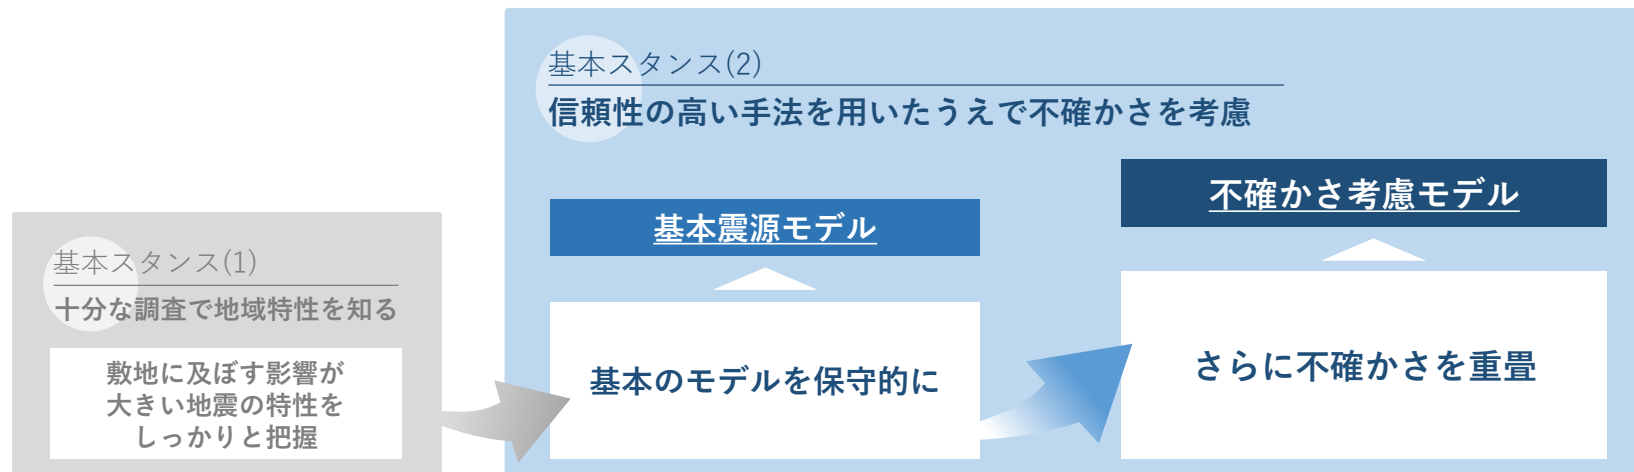 基本スタンス(1)
十分な調査で地域特性を知る
敷地に及ぼす影響が
大きい地震の特性を
しっかりと把握
基本スタンス(2)
信頼性の高い手法を用いたうえで不確かさを考慮
基本震源モデル
基本のモデルを保守的に
不確かさ考慮モデル
さらに不確かさを重畳